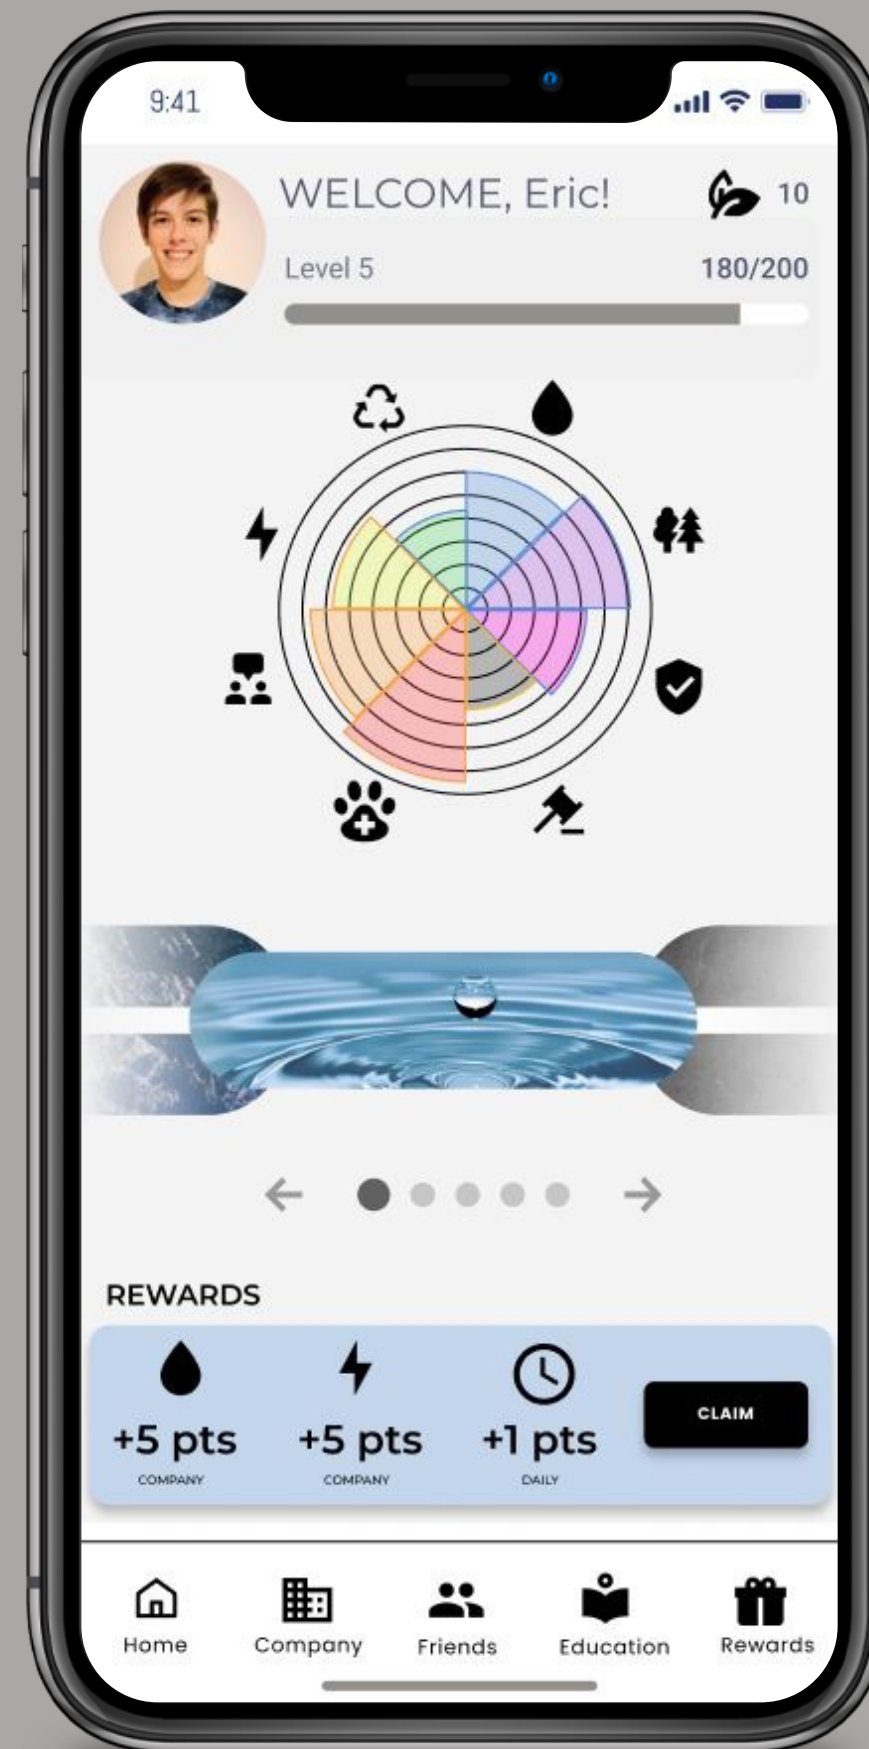 9:41
WELCOME, Eric!
10
Level 5
180/200
REWARDS
+5 pts
COMPANY
+5 pts
COMPANY
+1 pts
DAILY
CLAIM
Home
Company
Friends
Education
Rewards